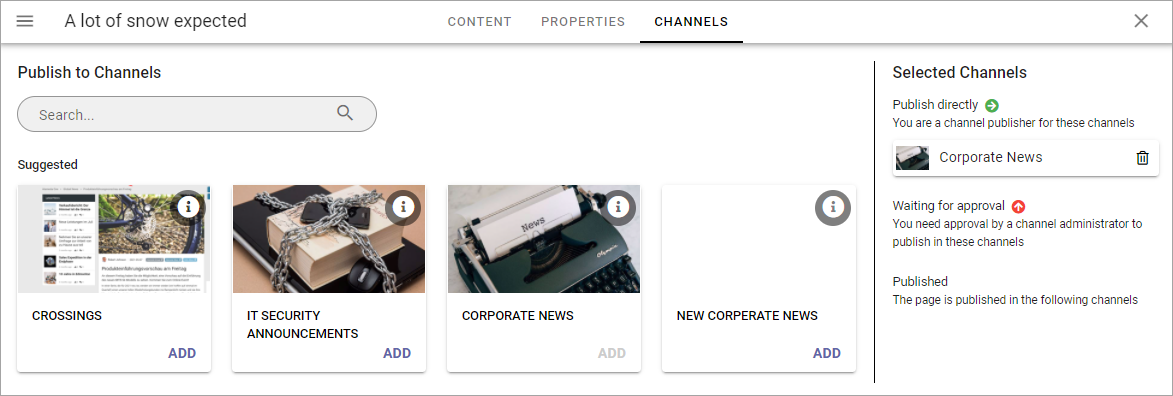 A lot of snow expected
CONTENT
PROPERTIES
CHANNELS
Publish to Channels
Search...
Suggested
CROSSINGS
ADD
IT SECURITY
ANNOUNCEMENTS
ADD
News
Olympia
CORPORATE NEWS
ADD
NEW CORPERATE NEWS
ADD
Selected Channels
Publish directly
You are a channel publisher for these channels
Corporate News
Waiting for approval
You need approval by a channel administrator to
publish in these channels
Published
The page is published in the following channels